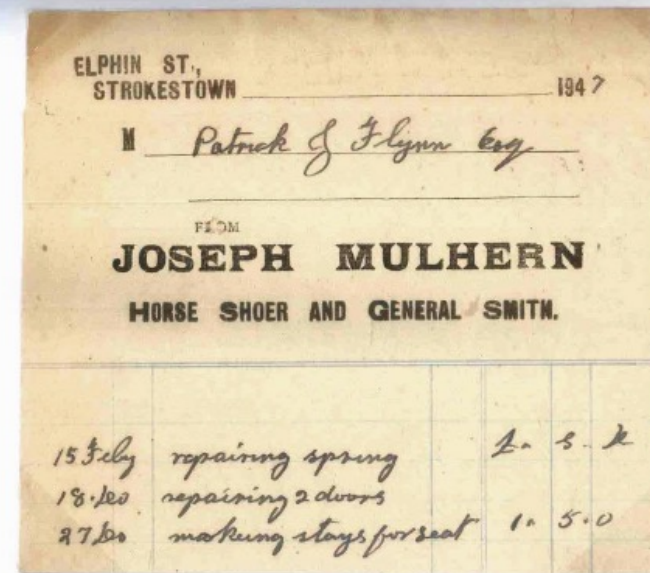 ELPHIN ST.,
STROKESTOWN 1947
M Patrick J Flynn Esq
FROM
JOSEPH MULHERN
HORSE SHOER AND GENERAL SMITH.
£. s. d
15 Feby repairing spring
18. Do repairing 2 doors
27 Do making stays for seat 1. 5. 0